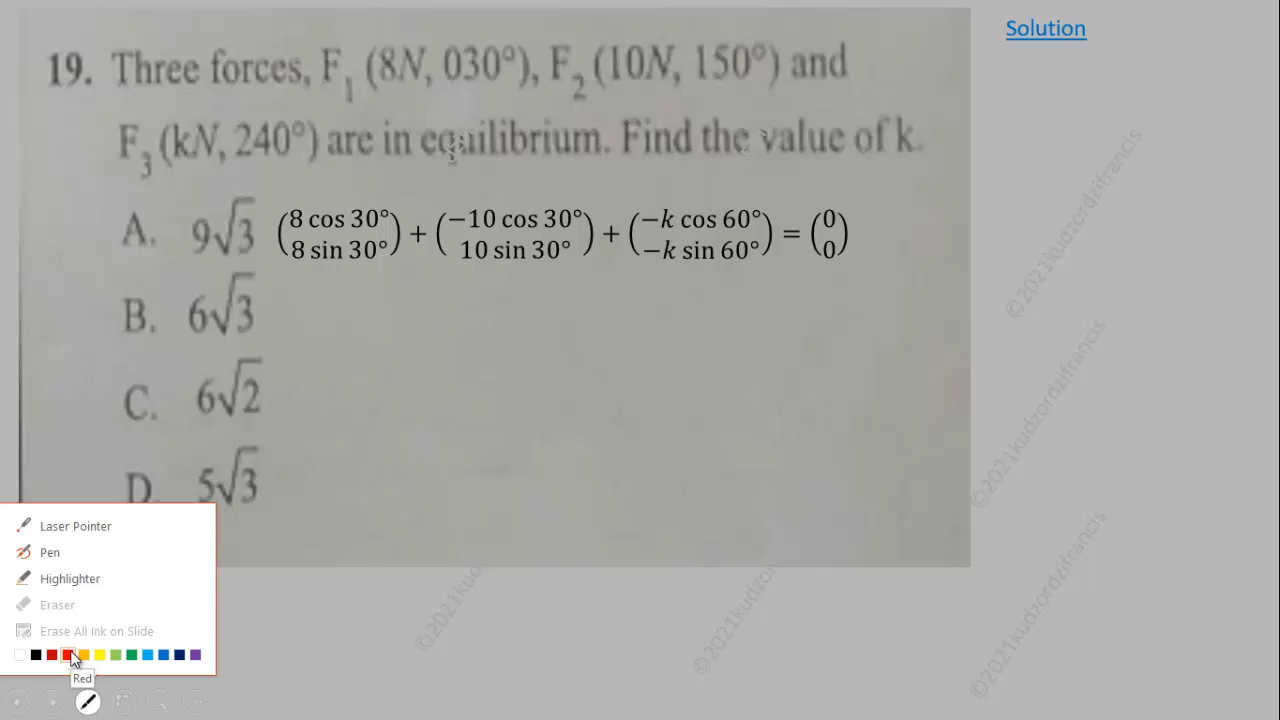 Solution
19. Three forces, F₁ (8N, 030°), F₂ (10N, 150°) and
F₃ (kN, 240°) are in equilibrium. Find the value of k.
A. 9√3
(8 cos 30° / 8 sin 30°) + (−10 cos 30° / 10 sin 30°) + (−k cos 60° / −k sin 60°) = (0 / 0)
B. 6√3
C. 6√2
D. 5√3
Laser Pointer
Pen
Highlighter
Eraser
Erase All Ink on Slide
Red
©2021kudzordzifrancis
©2021kudzordzifrancis
©2021kudzordzifrancis
©2021kud
©2021kudzor